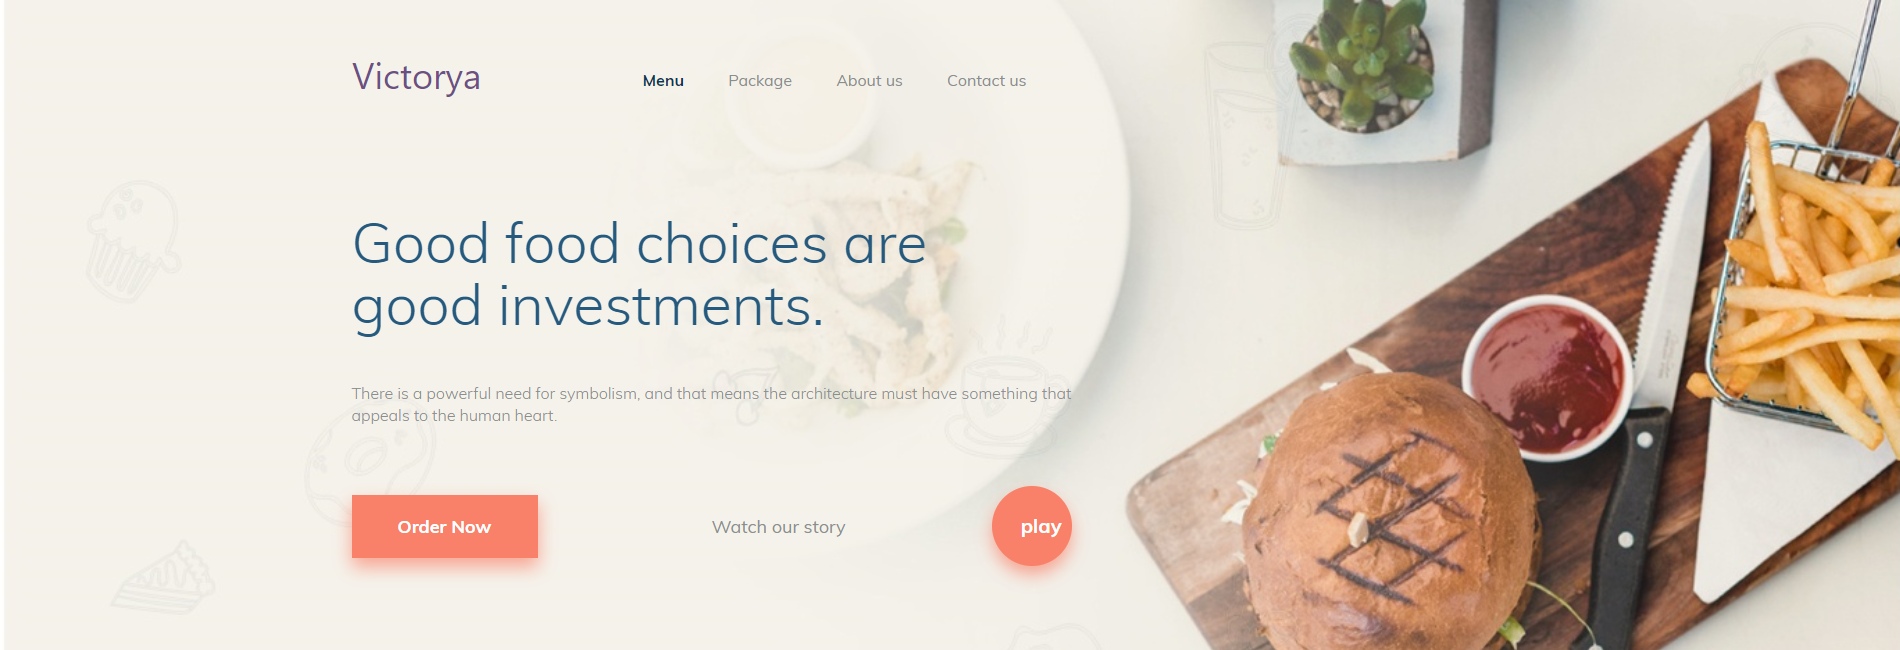 Victorya
Menu Package About us Contact us
Good food choices are
good investments.
There is a powerful need for symbolism, and that means the architecture must have something that
appeals to the human heart.
Order Now Watch our story play